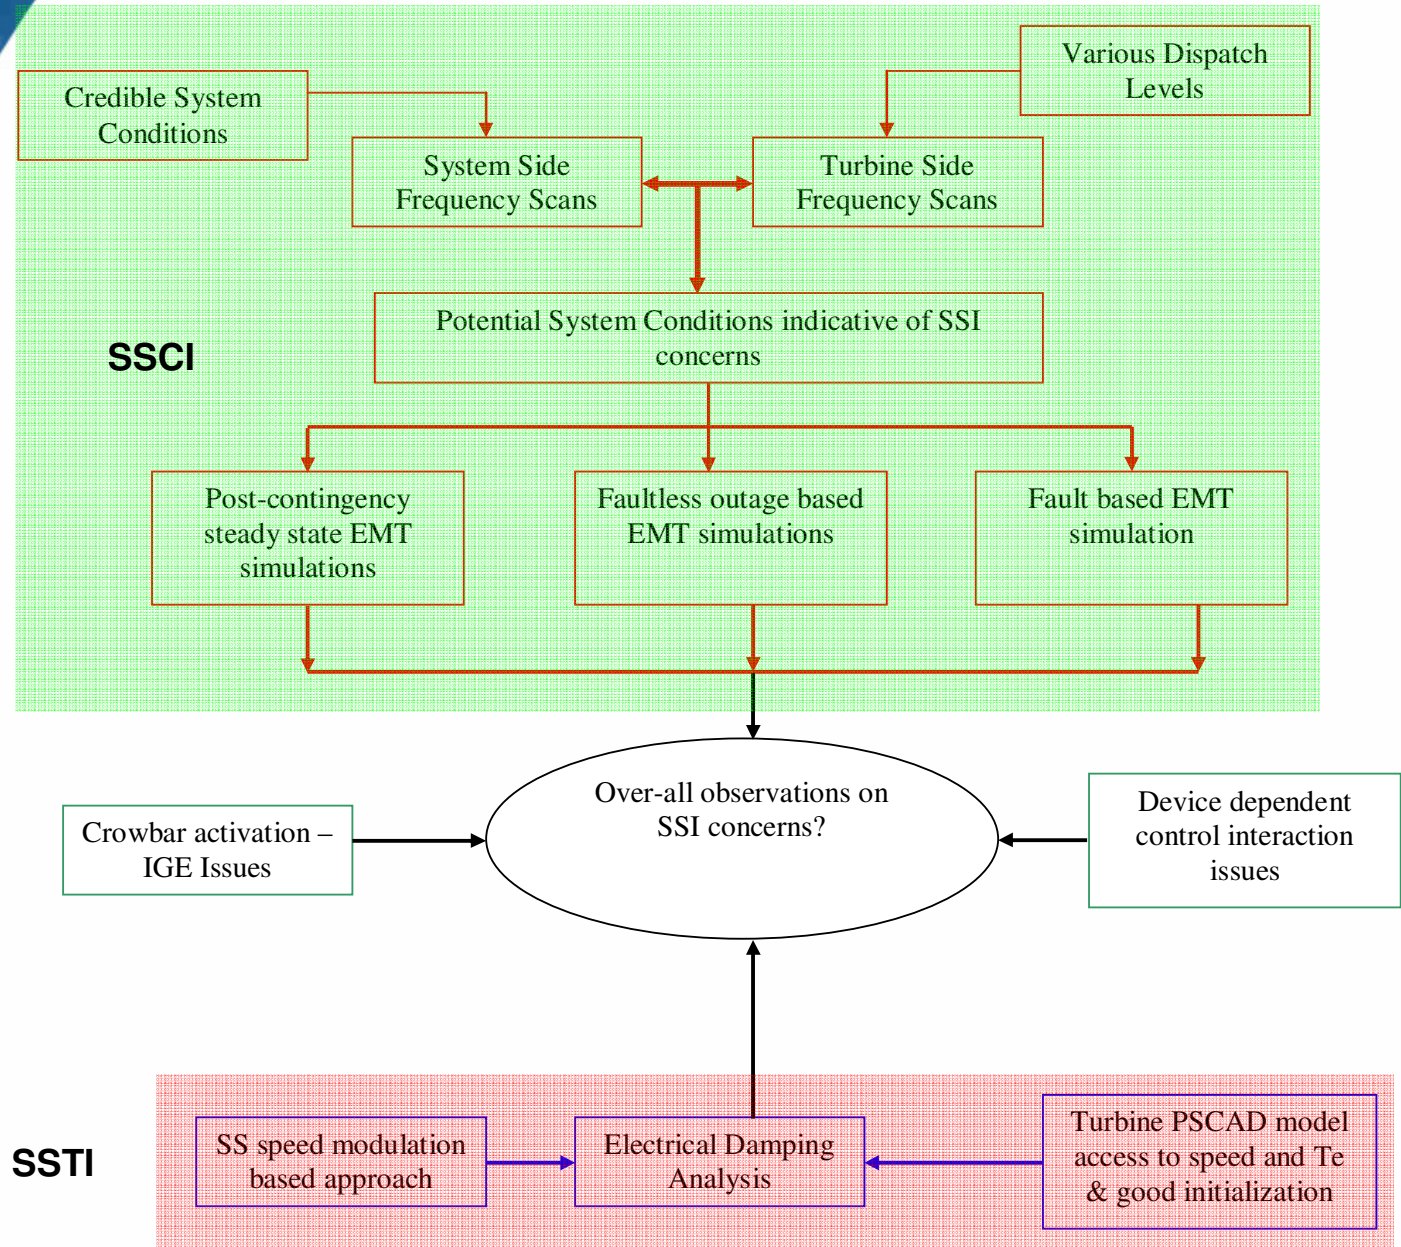 Various Dispatch
Levels
Credible System
Conditions
System Side
Frequency Scans
Turbine Side
Frequency Scans
Potential System Conditions indicative of SSI
concerns
SSCI
Post-contingency
steady state EMT
simulations
Faultless outage based
EMT simulations
Fault based EMT
simulation
Over-all observations on
SSI concerns?
Crowbar activation –
IGE Issues
Device dependent
control interaction
issues
SSTI
SS speed modulation
based approach
Electrical Damping
Analysis
Turbine PSCAD model
access to speed and Te
& good initialization